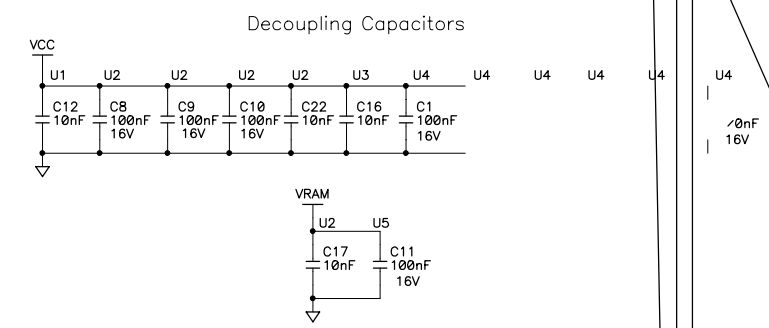 Decoupling Capacitors
VCC
U1 U2 U2 U2 U2 U3 U4 U4 U4 U4 U4 U4
C12 C8 C9 C10 C22 C16 C1
10nF 100nF 100nF 100nF 10nF 10nF 100nF 0nF
16V 16V 16V 16V 16V
VRAM
U2 U5
C17 C11
10nF 100nF
16V